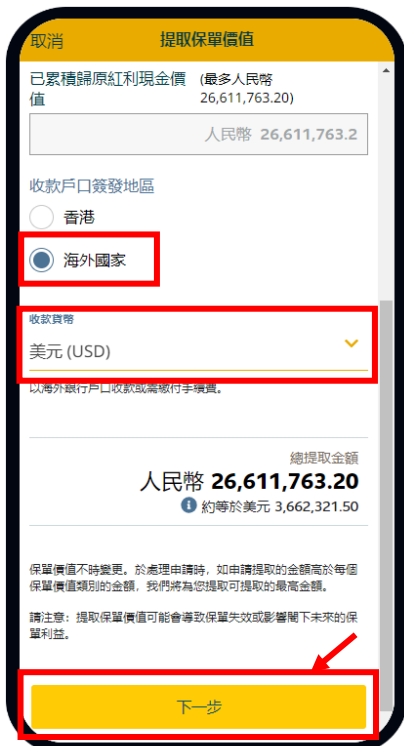 取消
提取保單價值
已累積歸原紅利現金價 (最多人民幣
值 26,611,763.20)
人民幣 26,611,763.2
收款戶口簽發地區
香港
海外國家
收款貨幣
美元 (USD)
以海外銀行戶口收款或需繳付手續費。
總提取金額
人民幣 26,611,763.20
約等於美元 3,662,321.50
保單價值不時變更。於處理申請時，如申請提取的金額高於每個
保單價值類別的金額，我們將為您提取可提取的最高金額。
請注意：提取保單價值可能會導致保單失效或影響閣下未來的保
單利益。
下一步